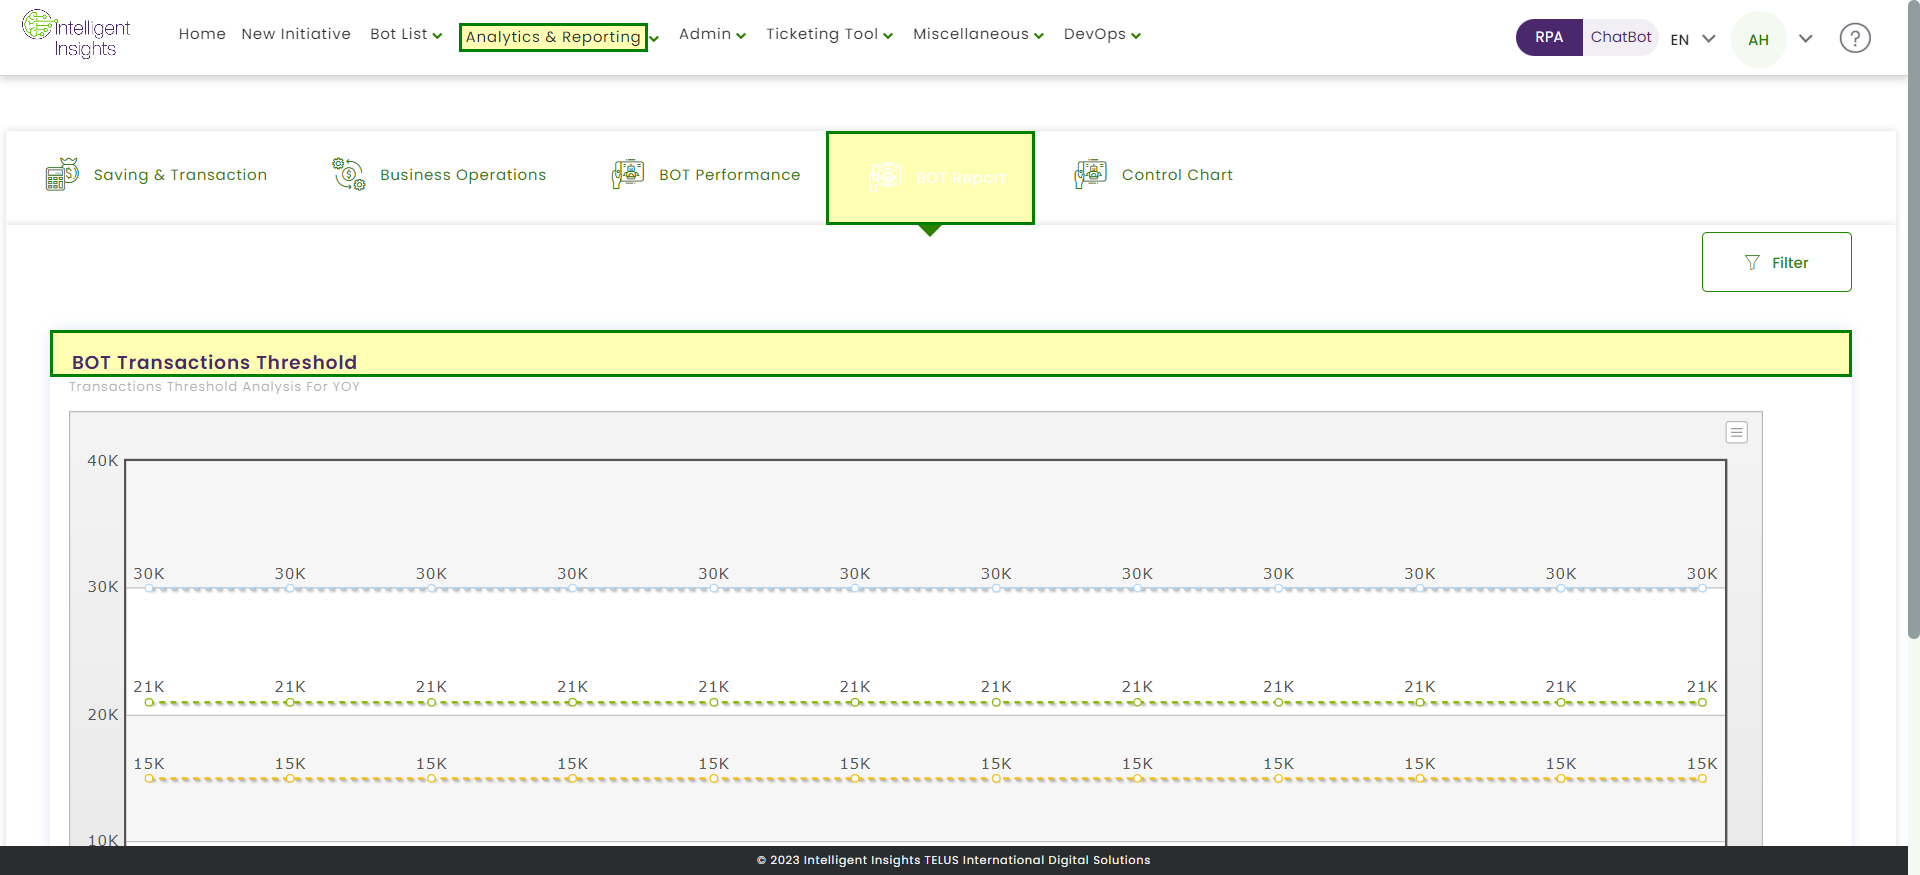 Intelligent
Insights
Home New Initiative Bot List Analytics & Reporting Admin Ticketing Tool Miscellaneous DevOps
RPA ChatBot EN AH ?
Saving & Transaction Business Operations BOT Performance BOT Report Control Chart
Filter
BOT Transactions Threshold
Transactions Threshold Analysis For YOY
40K
30K 30K 30K 30K 30K 30K 30K 30K 30K 30K 30K 30K
30K
21K 21K 21K 21K 21K 21K 21K 21K 21K 21K 21K 21K
20K
15K 15K 15K 15K 15K 15K 15K 15K 15K 15K 15K 15K
10K
© 2023 Intelligent Insights TELUS International Digital Solutions